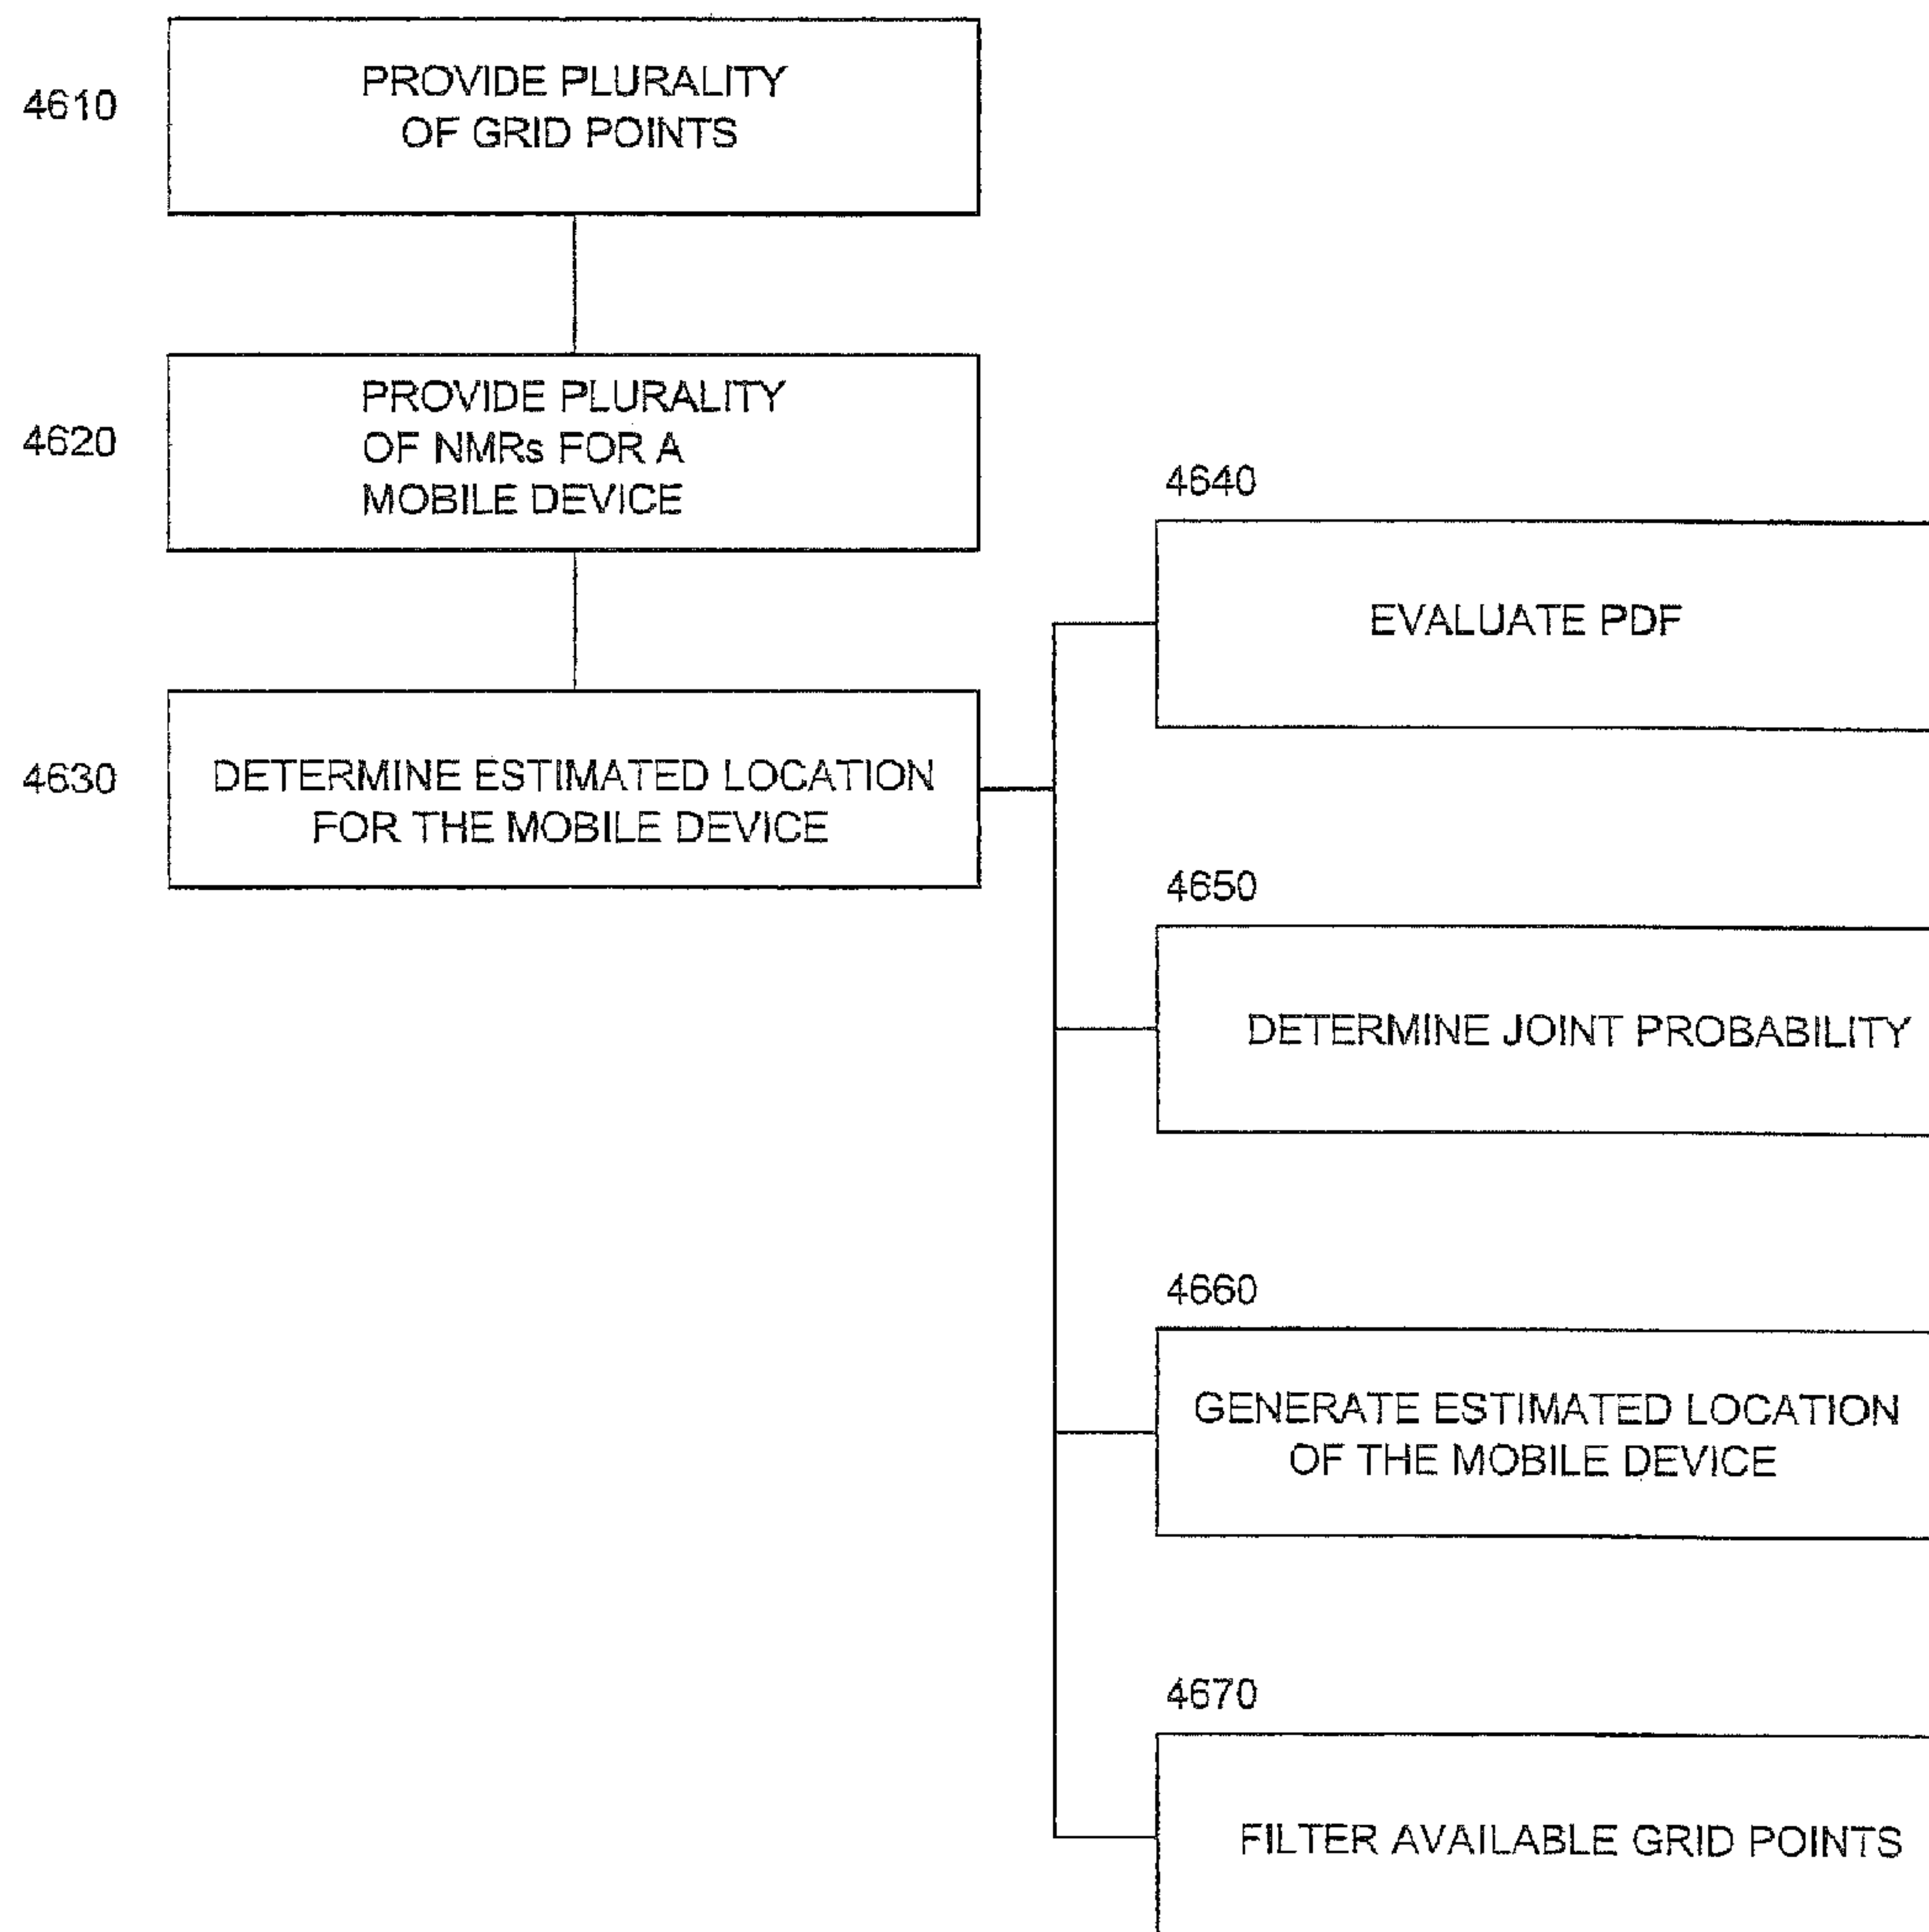 4610
PROVIDE PLURALITY
OF GRID POINTS
4620
PROVIDE PLURALITY
OF NMRs FOR A
MOBILE DEVICE
4630
DETERMINE ESTIMATED LOCATION
FOR THE MOBILE DEVICE
4640
EVALUATE PDF
4650
DETERMINE JOINT PROBABILITY
4660
GENERATE ESTIMATED LOCATION
OF THE MOBILE DEVICE
4670
FILTER AVAILABLE GRID POINTS